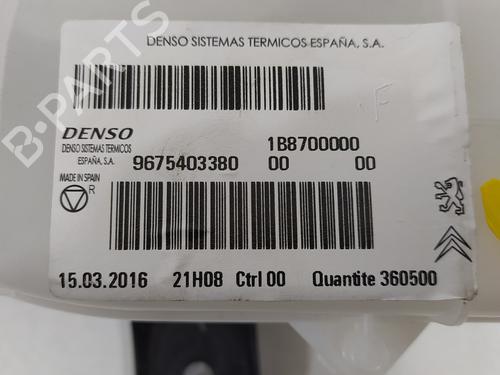 DENSO SISTEMAS TERMICOS ESPAÑA, S.A.
F
DENSO
DENSO SISTEMAS TERMICOS
ESPAÑA, S.A.
1B8700000
9675403380 00 00
MADE IN SPAIN
R
15.03.2016 21H08 Ctrl 00 Quantite 360500
B-PARTS